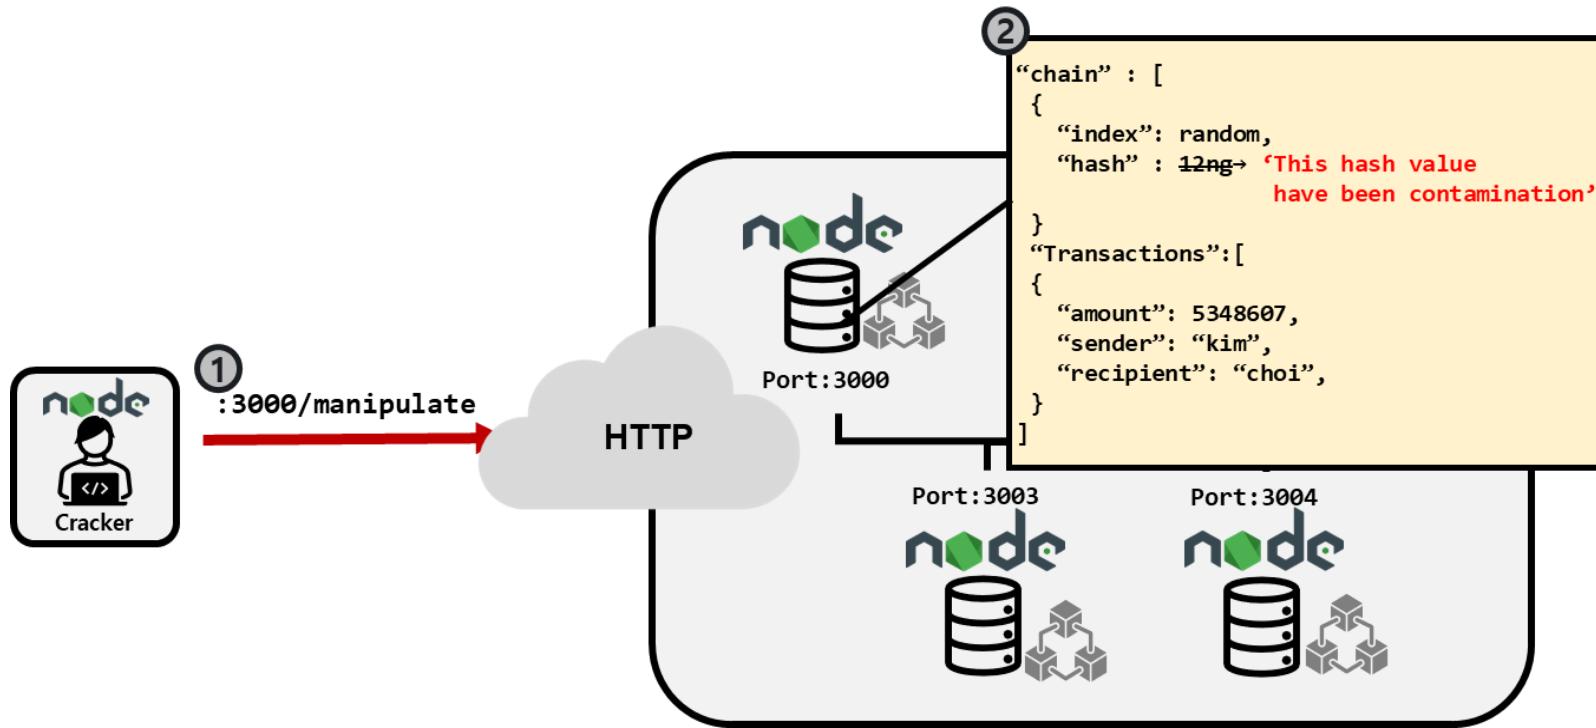 2
“chain” : [
{
“index”: random,
“hash” : 12ng→ ‘This hash value
have been contamination’
}
“Transactions”:[
{
“amount”: 5348607,
“sender”: “kim”,
“recipient”: “choi”,
}
]
node
Port:3000
1
:3000/manipulate
node
</>
Cracker
HTTP
Port:3003
node
Port:3004
node